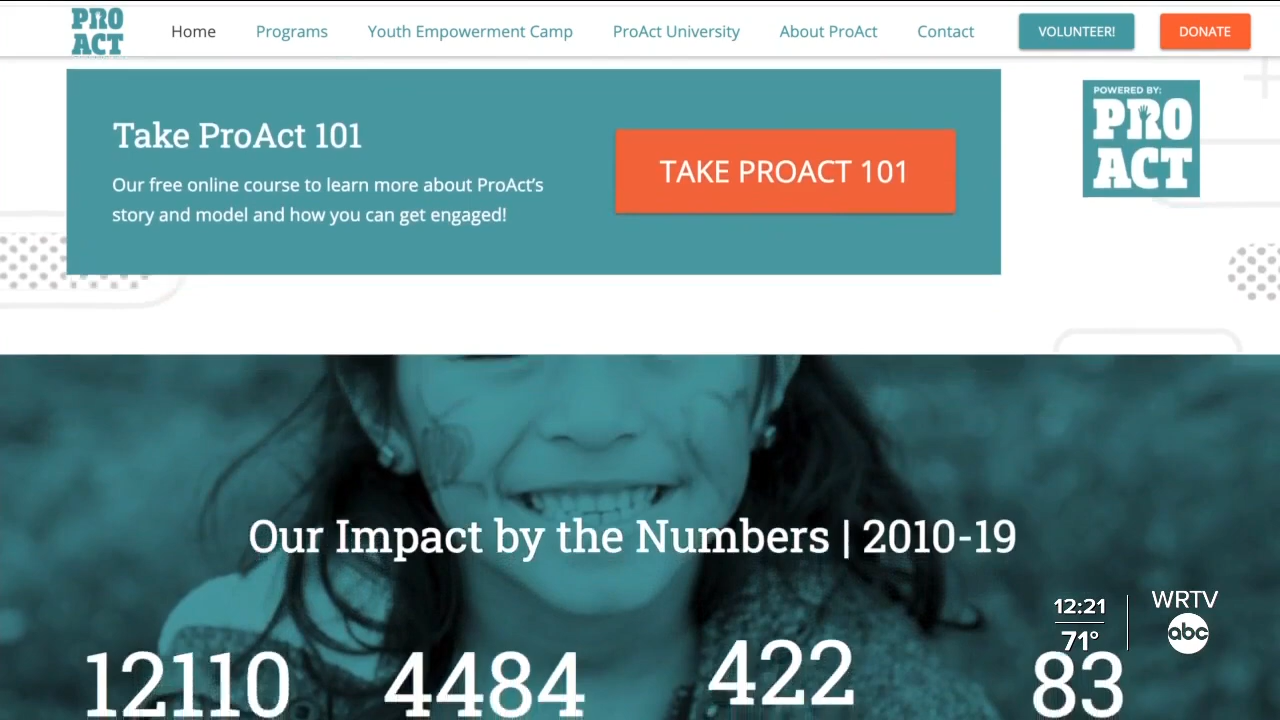 PRO
ACT
Home
Programs
Youth Empowerment Camp
ProAct University
About ProAct
Contact
VOLUNTEER!
DONATE
Take ProAct 101
Our free online course to learn more about ProAct's
story and model and how you can get engaged!
TAKE PROACT 101
POWERED BY:
PRO
ACT
Our Impact by the Numbers | 2010-19
12110
4484
422
83
12:21
71°
WRTV
abc